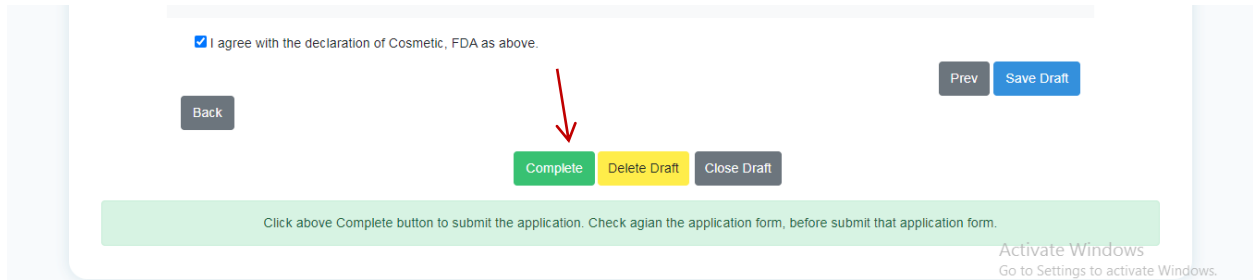 I agree with the declaration of Cosmetic, FDA as above.
Prev Save Draft
Back
Complete Delete Draft Close Draft
Click above Complete button to submit the application. Check agian the application form, before submit that application form.
Activate Windows
Go to Settings to activate Windows.